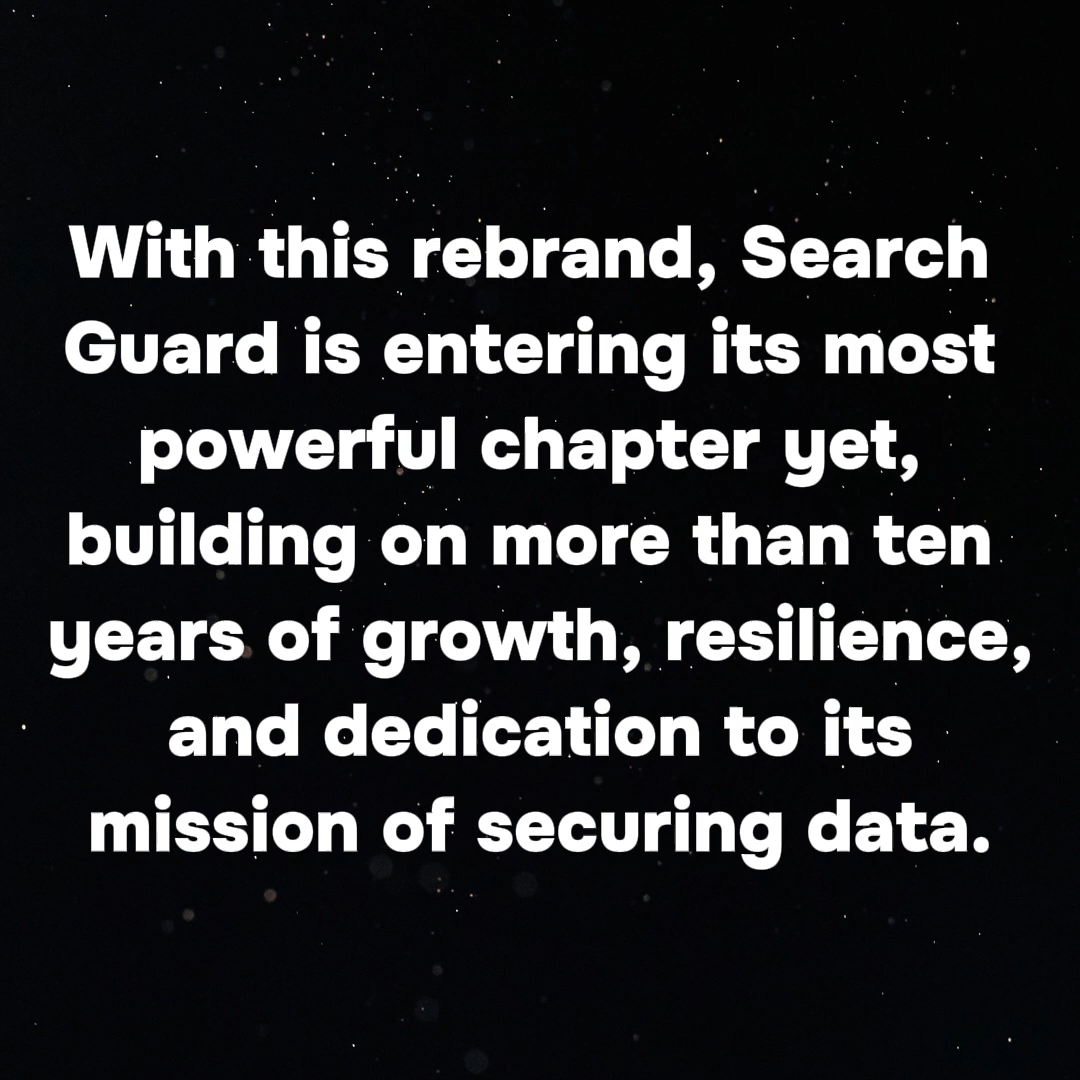 With this rebrand, Search
Guard is entering its most
powerful chapter yet,
building on more than ten
years of growth, resilience,
and dedication to its
mission of securing data.